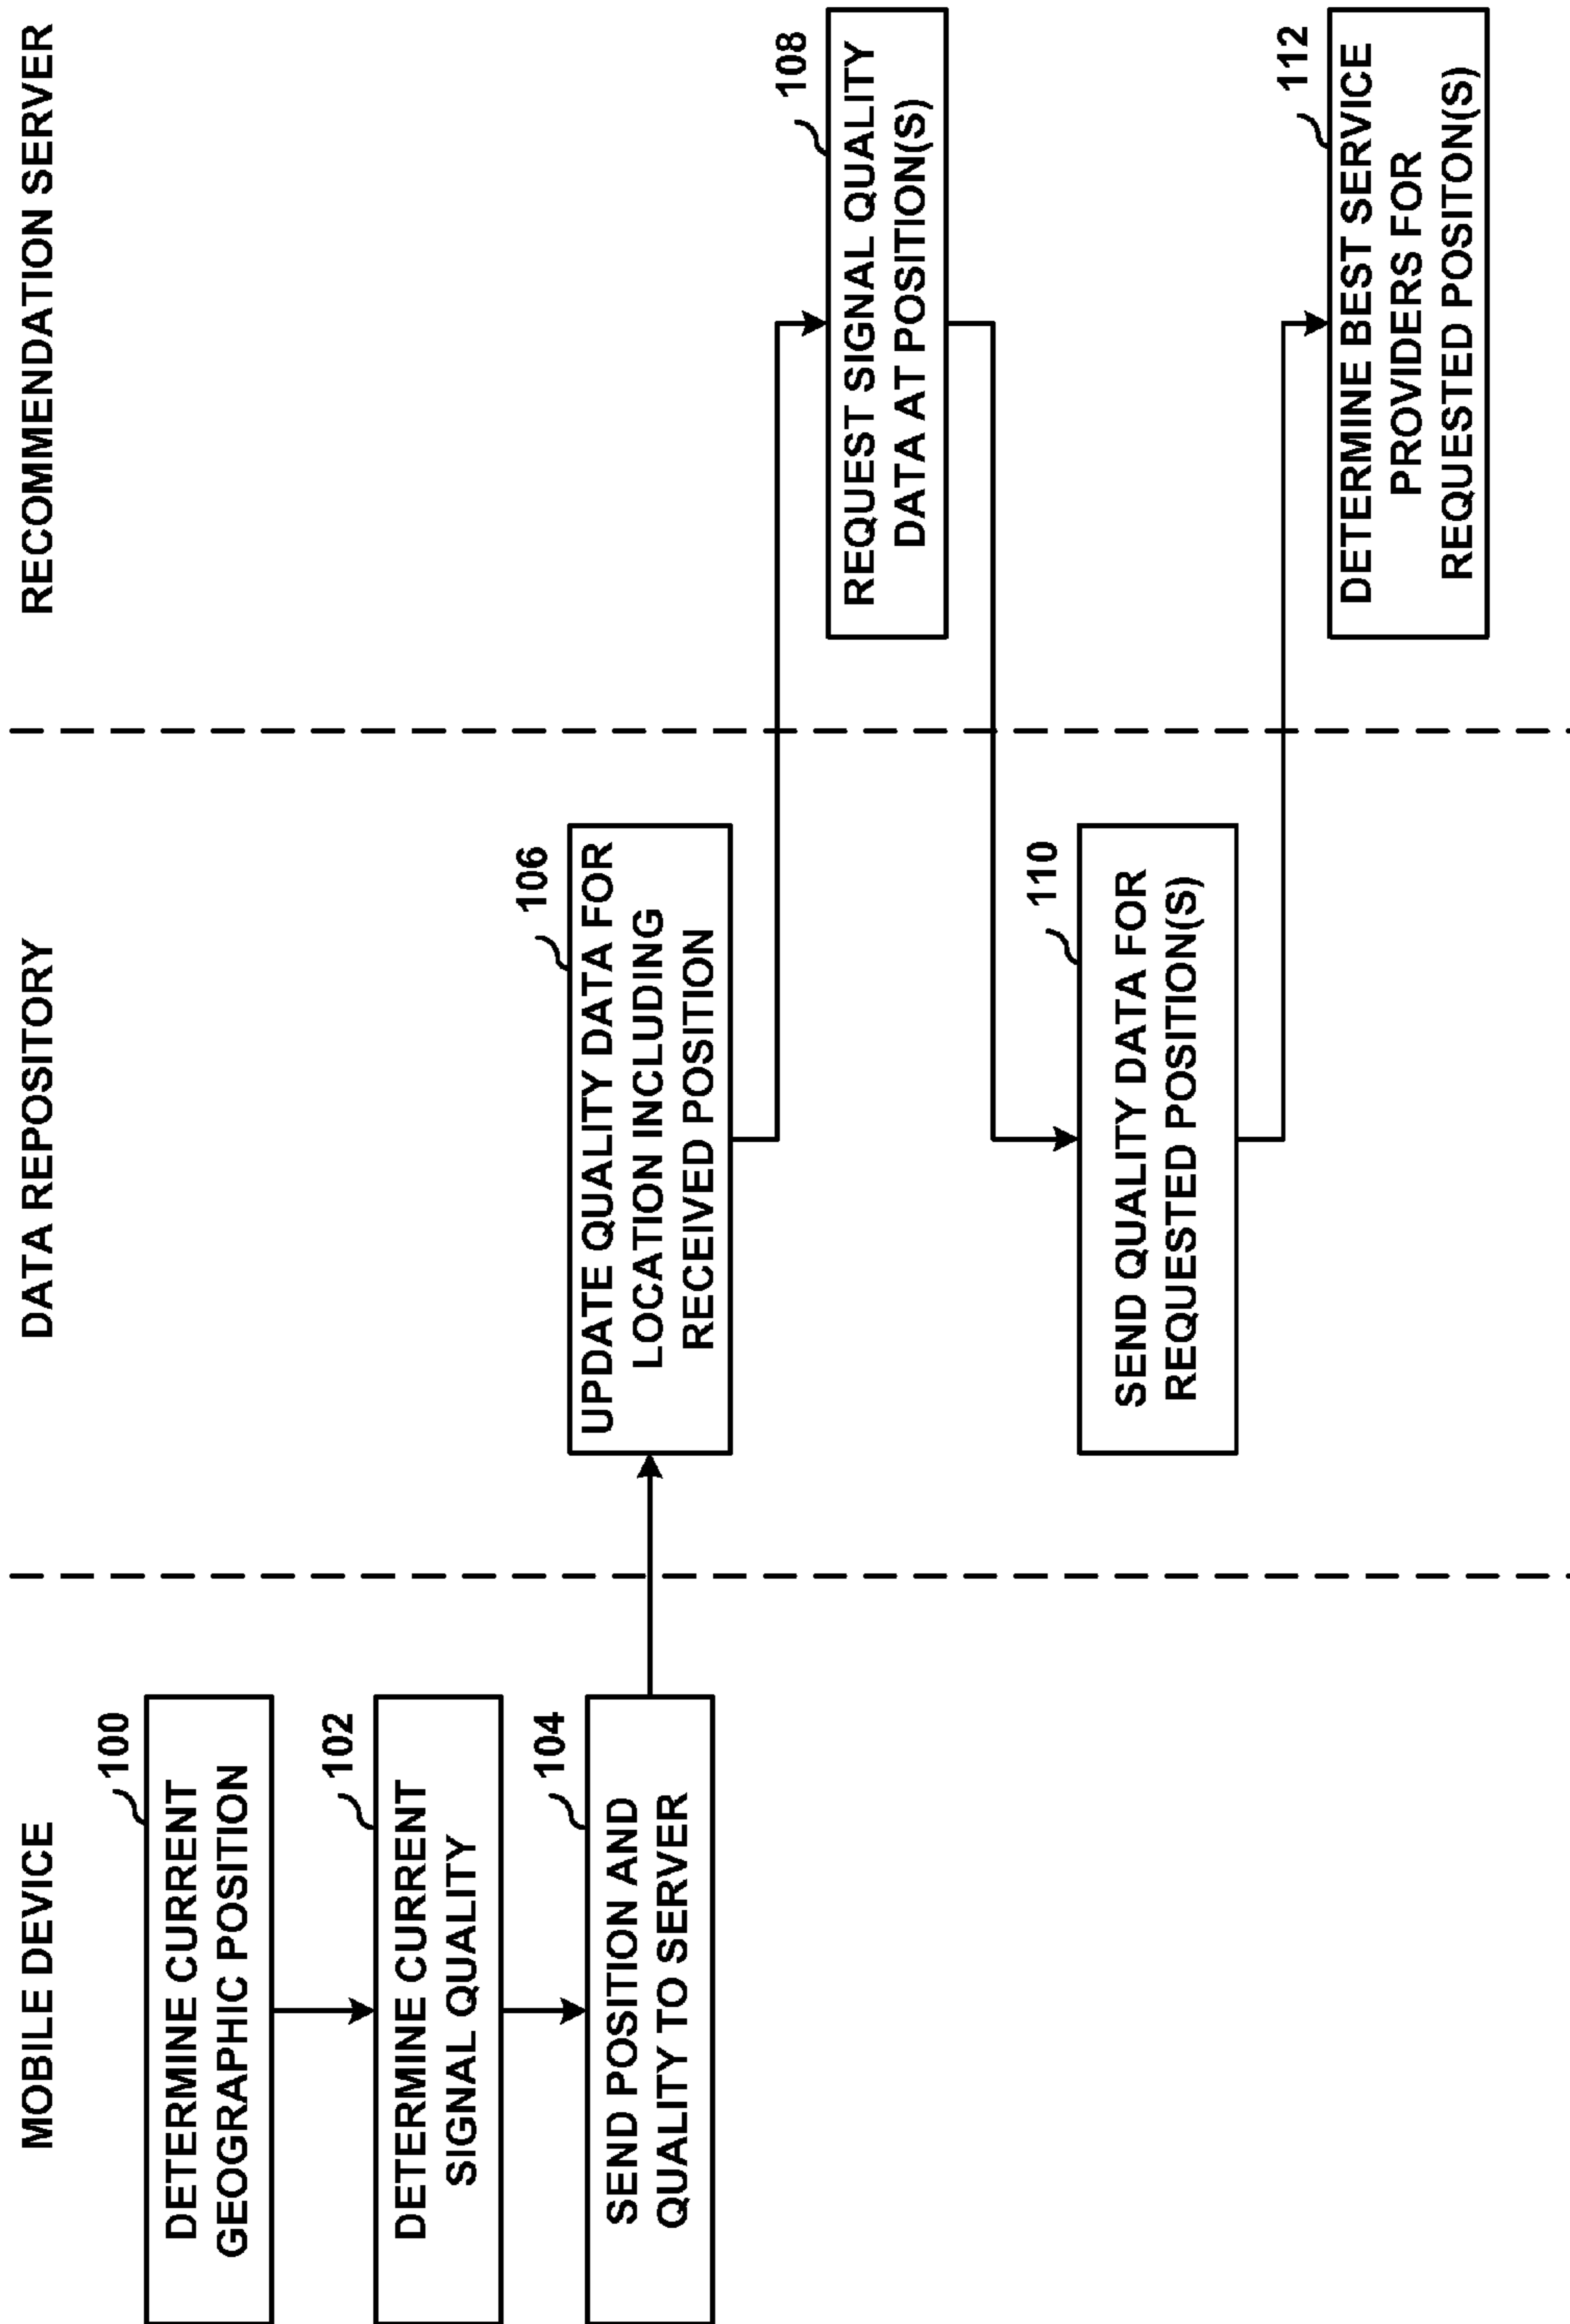 MOBILE DEVICE
DATA REPOSITORY
RECOMMENDATION SERVER
100
DETERMINE CURRENT
GEOGRAPHIC POSITION
102
DETERMINE CURRENT
SIGNAL QUALITY
104
SEND POSITION AND
QUALITY TO SERVER
106
UPDATE QUALITY DATA FOR
LOCATION INCLUDING
RECEIVED POSITION
108
REQUEST SIGNAL QUALITY
DATA AT POSITION(S)
110
SEND QUALITY DATA FOR
REQUESTED POSITION(S)
112
DETERMINE BEST SERVICE
PROVIDERS FOR
REQUESTED POSITON(S)